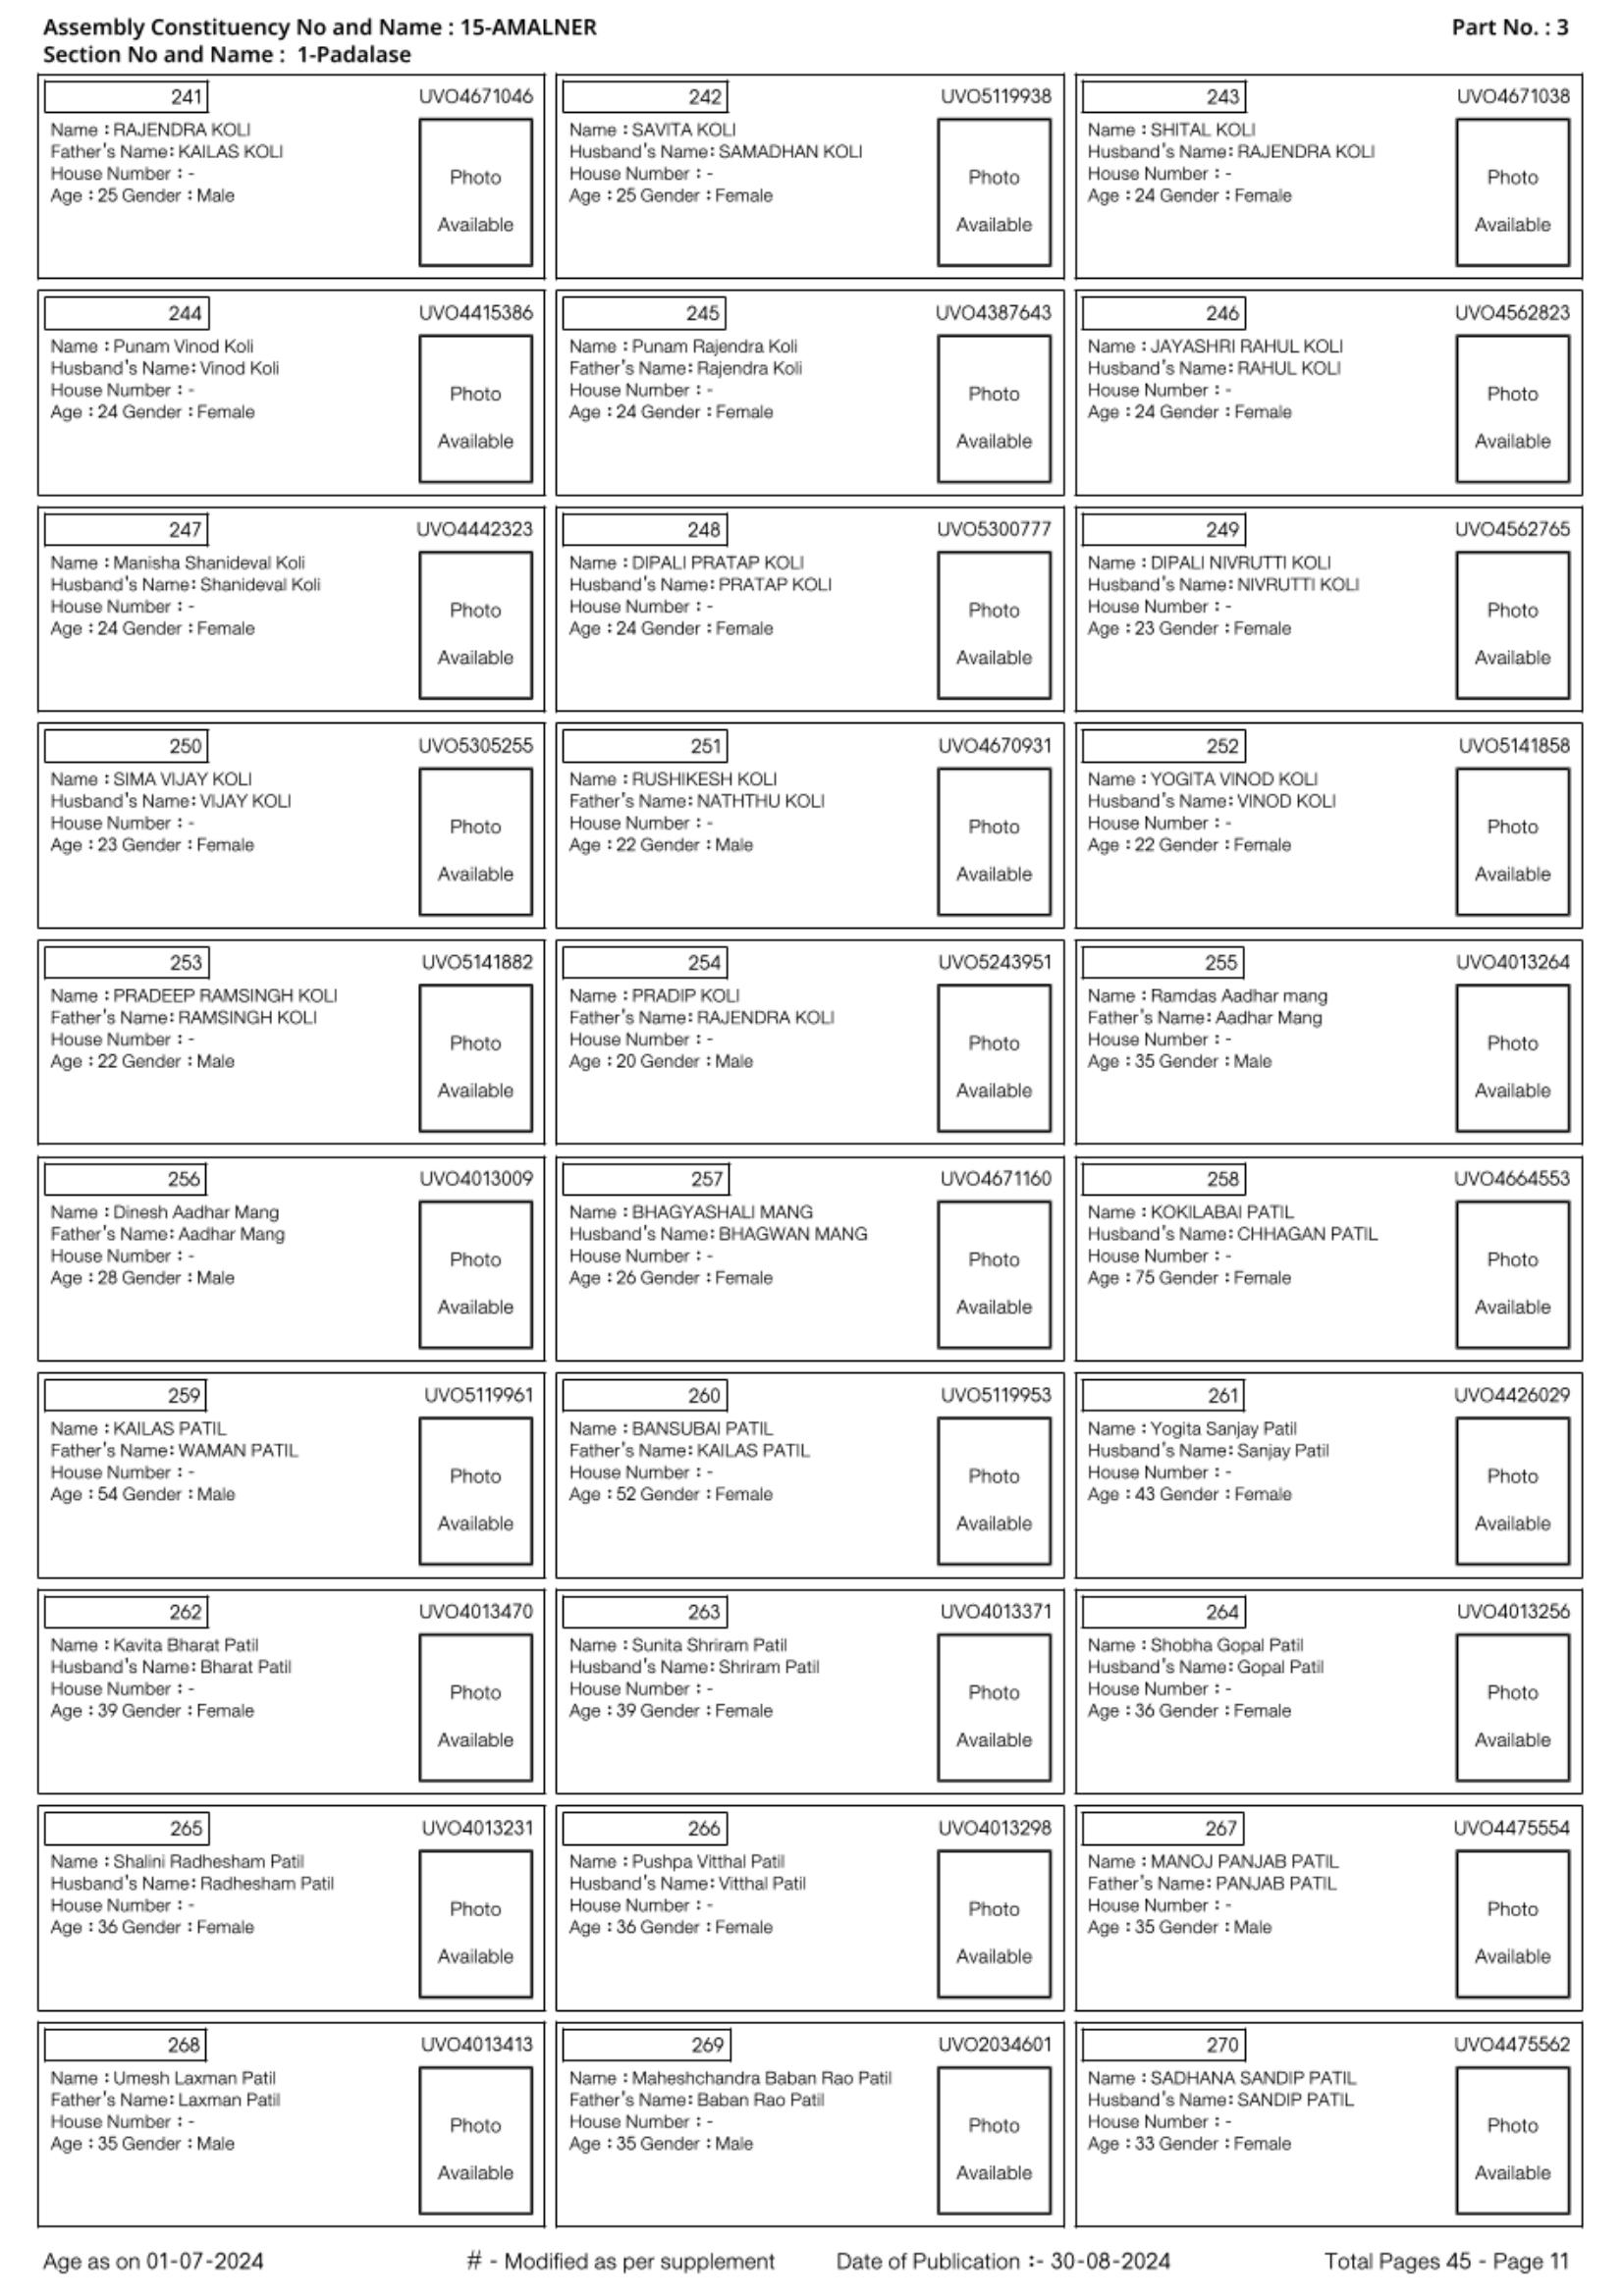 Assembly Constituency No and Name : 15-AMALNER
Part No. : 3
Section No and Name : 1-Padalase
241 UVO4671046
Name : RAJENDRA KOLI
Father's Name: KAILAS KOLI
House Number : -
Age : 25 Gender : Male
Photo
Available
242 UVO5119938
Name : SAVITA KOLI
Husband's Name: SAMADHAN KOLI
House Number : -
Age : 25 Gender : Female
Photo
Available
243 UVO4671038
Name : SHITAL KOLI
Husband's Name: RAJENDRA KOLI
House Number : -
Age : 24 Gender : Female
Photo
Available
244 UVO4415386
Name : Punam Vinod Koli
Husband's Name: Vinod Koli
House Number : -
Age : 24 Gender : Female
Photo
Available
245 UVO4387643
Name : Punam Rajendra Koli
Father's Name: Rajendra Koli
House Number : -
Age : 24 Gender : Female
Photo
Available
246 UVO4562823
Name : JAYASHRI RAHUL KOLI
Husband's Name: RAHUL KOLI
House Number : -
Age : 24 Gender : Female
Photo
Available
247 UVO4442323
Name : Manisha Shanideval Koli
Husband's Name: Shanideval Koli
House Number : -
Age : 24 Gender : Female
Photo
Available
248 UVO5300777
Name : DIPALI PRATAP KOLI
Husband's Name: PRATAP KOLI
House Number : -
Age : 24 Gender : Female
Photo
Available
249 UVO4562765
Name : DIPALI NIVRUTTI KOLI
Husband's Name: NIVRUTTI KOLI
House Number : -
Age : 23 Gender : Female
Photo
Available
250 UVO5305255
Name : SIMA VIJAY KOLI
Husband's Name: VIJAY KOLI
House Number : -
Age : 23 Gender : Female
Photo
Available
251 UVO4670931
Name : RUSHIKESH KOLI
Father's Name: NATHTHU KOLI
House Number : -
Age : 22 Gender : Male
Photo
Available
252 UVO5141858
Name : YOGITA VINOD KOLI
Husband's Name: VINOD KOLI
House Number : -
Age : 22 Gender : Female
Photo
Available
253 UVO5141882
Name : PRADEEP RAMSINGH KOLI
Father's Name: RAMSINGH KOLI
House Number : -
Age : 22 Gender : Male
Photo
Available
254 UVO5243951
Name : PRADIP KOLI
Father's Name: RAJENDRA KOLI
House Number : -
Age : 20 Gender : Male
Photo
Available
255 UVO4013264
Name : Ramdas Aadhar mang
Father's Name: Aadhar Mang
House Number : -
Age : 35 Gender : Male
Photo
Available
256 UVO4013009
Name : Dinesh Aadhar Mang
Father's Name: Aadhar Mang
House Number : -
Age : 28 Gender : Male
Photo
Available
257 UVO4671160
Name : BHAGYASHALI MANG
Husband's Name: BHAGWAN MANG
House Number : -
Age : 26 Gender : Female
Photo
Available
258 UVO4664553
Name : KOKILABAI PATIL
Husband's Name: CHHAGAN PATIL
House Number : -
Age : 75 Gender : Female
Photo
Available
259 UVO5119961
Name : KAILAS PATIL
Father's Name: WAMAN PATIL
House Number : -
Age : 54 Gender : Male
Photo
Available
260 UVO5119953
Name : BANSUBAI PATIL
Father's Name: KAILAS PATIL
House Number : -
Age : 52 Gender : Female
Photo
Available
261 UVO4426029
Name : Yogita Sanjay Patil
Husband's Name: Sanjay Patil
House Number : -
Age : 43 Gender : Female
Photo
Available
262 UVO4013470
Name : Kavita Bharat Patil
Husband's Name: Bharat Patil
House Number : -
Age : 39 Gender : Female
Photo
Available
263 UVO4013371
Name : Sunita Shriram Patil
Husband's Name: Shriram Patil
House Number : -
Age : 39 Gender : Female
Photo
Available
264 UVO4013256
Name : Shobha Gopal Patil
Husband's Name: Gopal Patil
House Number : -
Age : 36 Gender : Female
Photo
Available
265 UVO4013231
Name : Shalini Radhesham Patil
Husband's Name: Radhesham Patil
House Number : -
Age : 36 Gender : Female
Photo
Available
266 UVO4013298
Name : Pushpa Vitthal Patil
Husband's Name: Vitthal Patil
House Number : -
Age : 36 Gender : Female
Photo
Available
267 UVO4475554
Name : MANOJ PANJAB PATIL
Father's Name: PANJAB PATIL
House Number : -
Age : 35 Gender : Male
Photo
Available
268 UVO4013413
Name : Umesh Laxman Patil
Father's Name: Laxman Patil
House Number : -
Age : 35 Gender : Male
Photo
Available
269 UVO2034601
Name : Maheshchandra Baban Rao Patil
Father's Name: Baban Rao Patil
House Number : -
Age : 35 Gender : Male
Photo
Available
270 UVO4475562
Name : SADHANA SANDIP PATIL
Husband's Name: SANDIP PATIL
House Number : -
Age : 33 Gender : Female
Photo
Available
Age as on 01-07-2024
# - Modified as per supplement
Date of Publication :- 30-08-2024
Total Pages 45 - Page 11